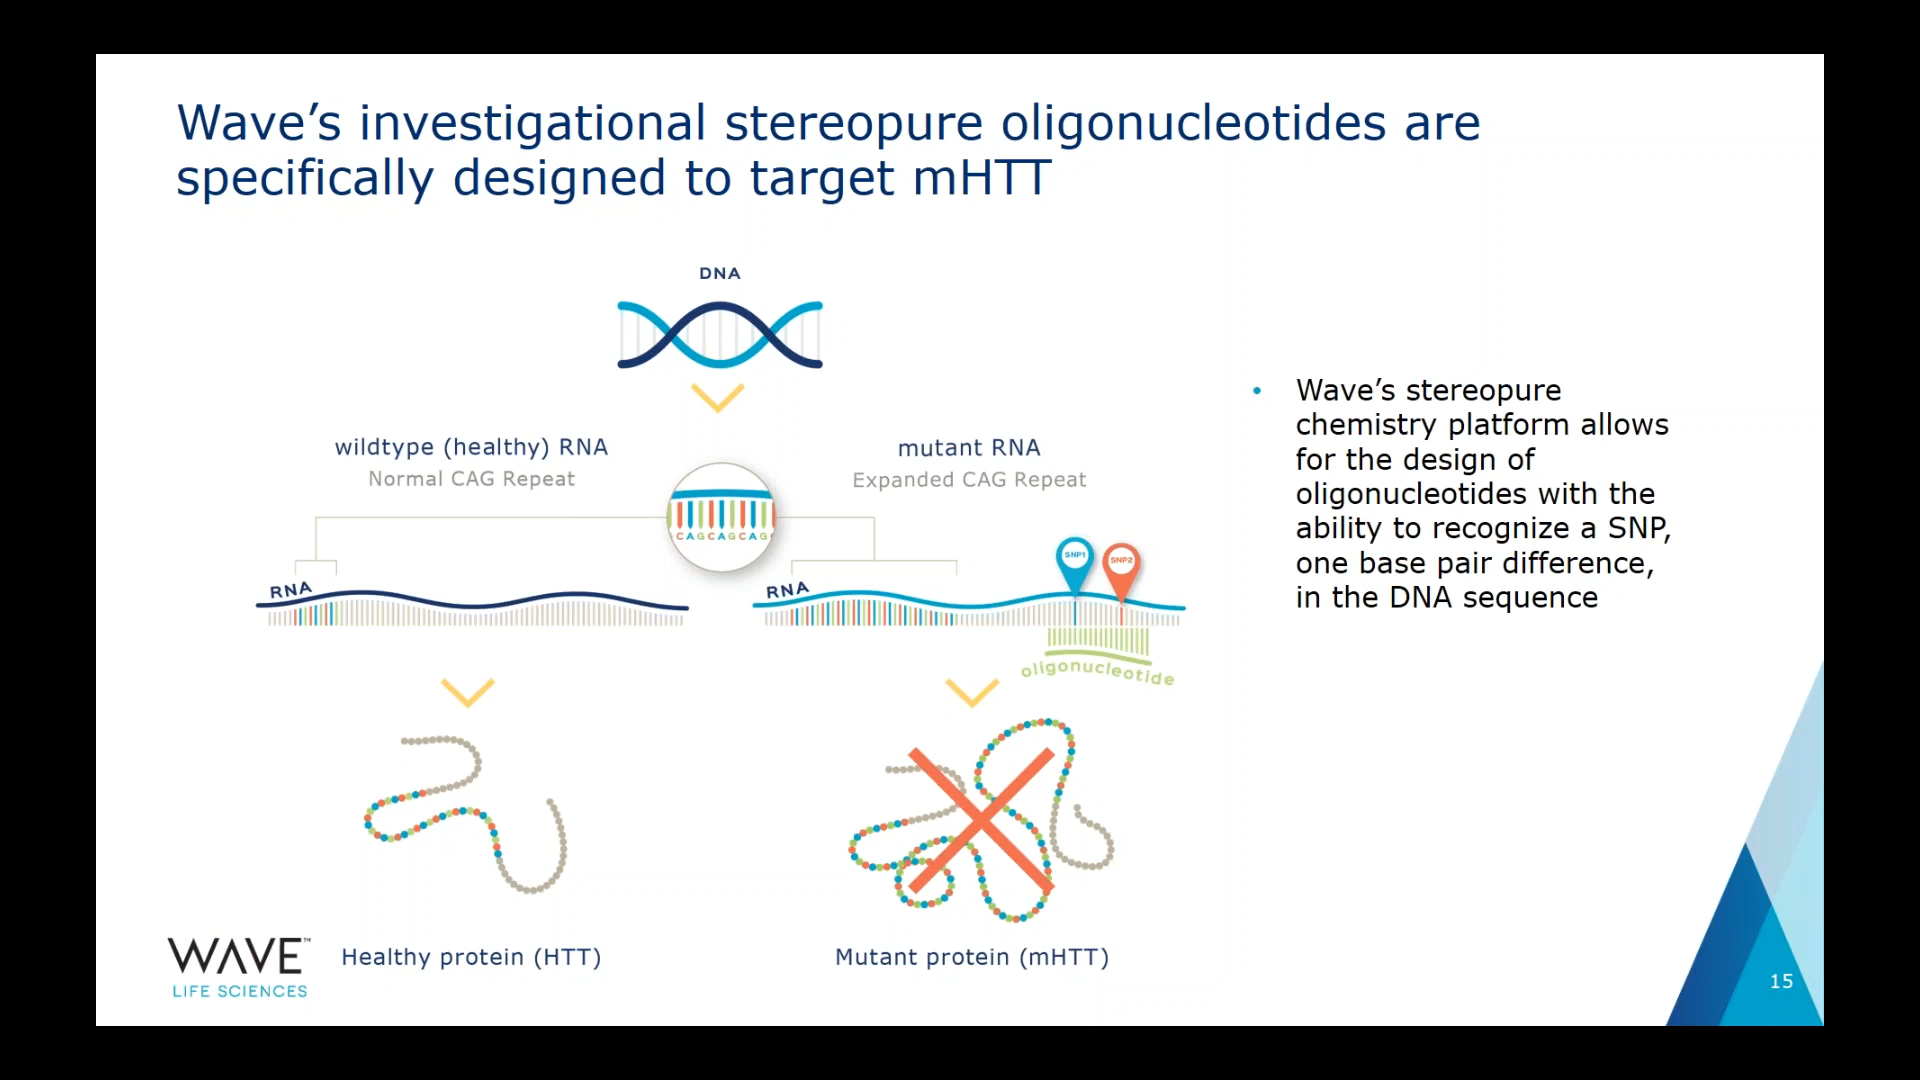 Wave’s investigational stereopure oligonucleotides are
specifically designed to target mHTT
DNA
wildtype (healthy) RNA
Normal CAG Repeat
mutant RNA
Expanded CAG Repeat
CAGCAGCAG
RNA
RNA
SNP1
SNP2
oligonucleotide
• Wave’s stereopure
chemistry platform allows
for the design of
oligonucleotides with the
ability to recognize a SNP,
one base pair difference,
in the DNA sequence
Healthy protein (HTT)
Mutant protein (mHTT)
WAVE™
LIFE SCIENCES
15